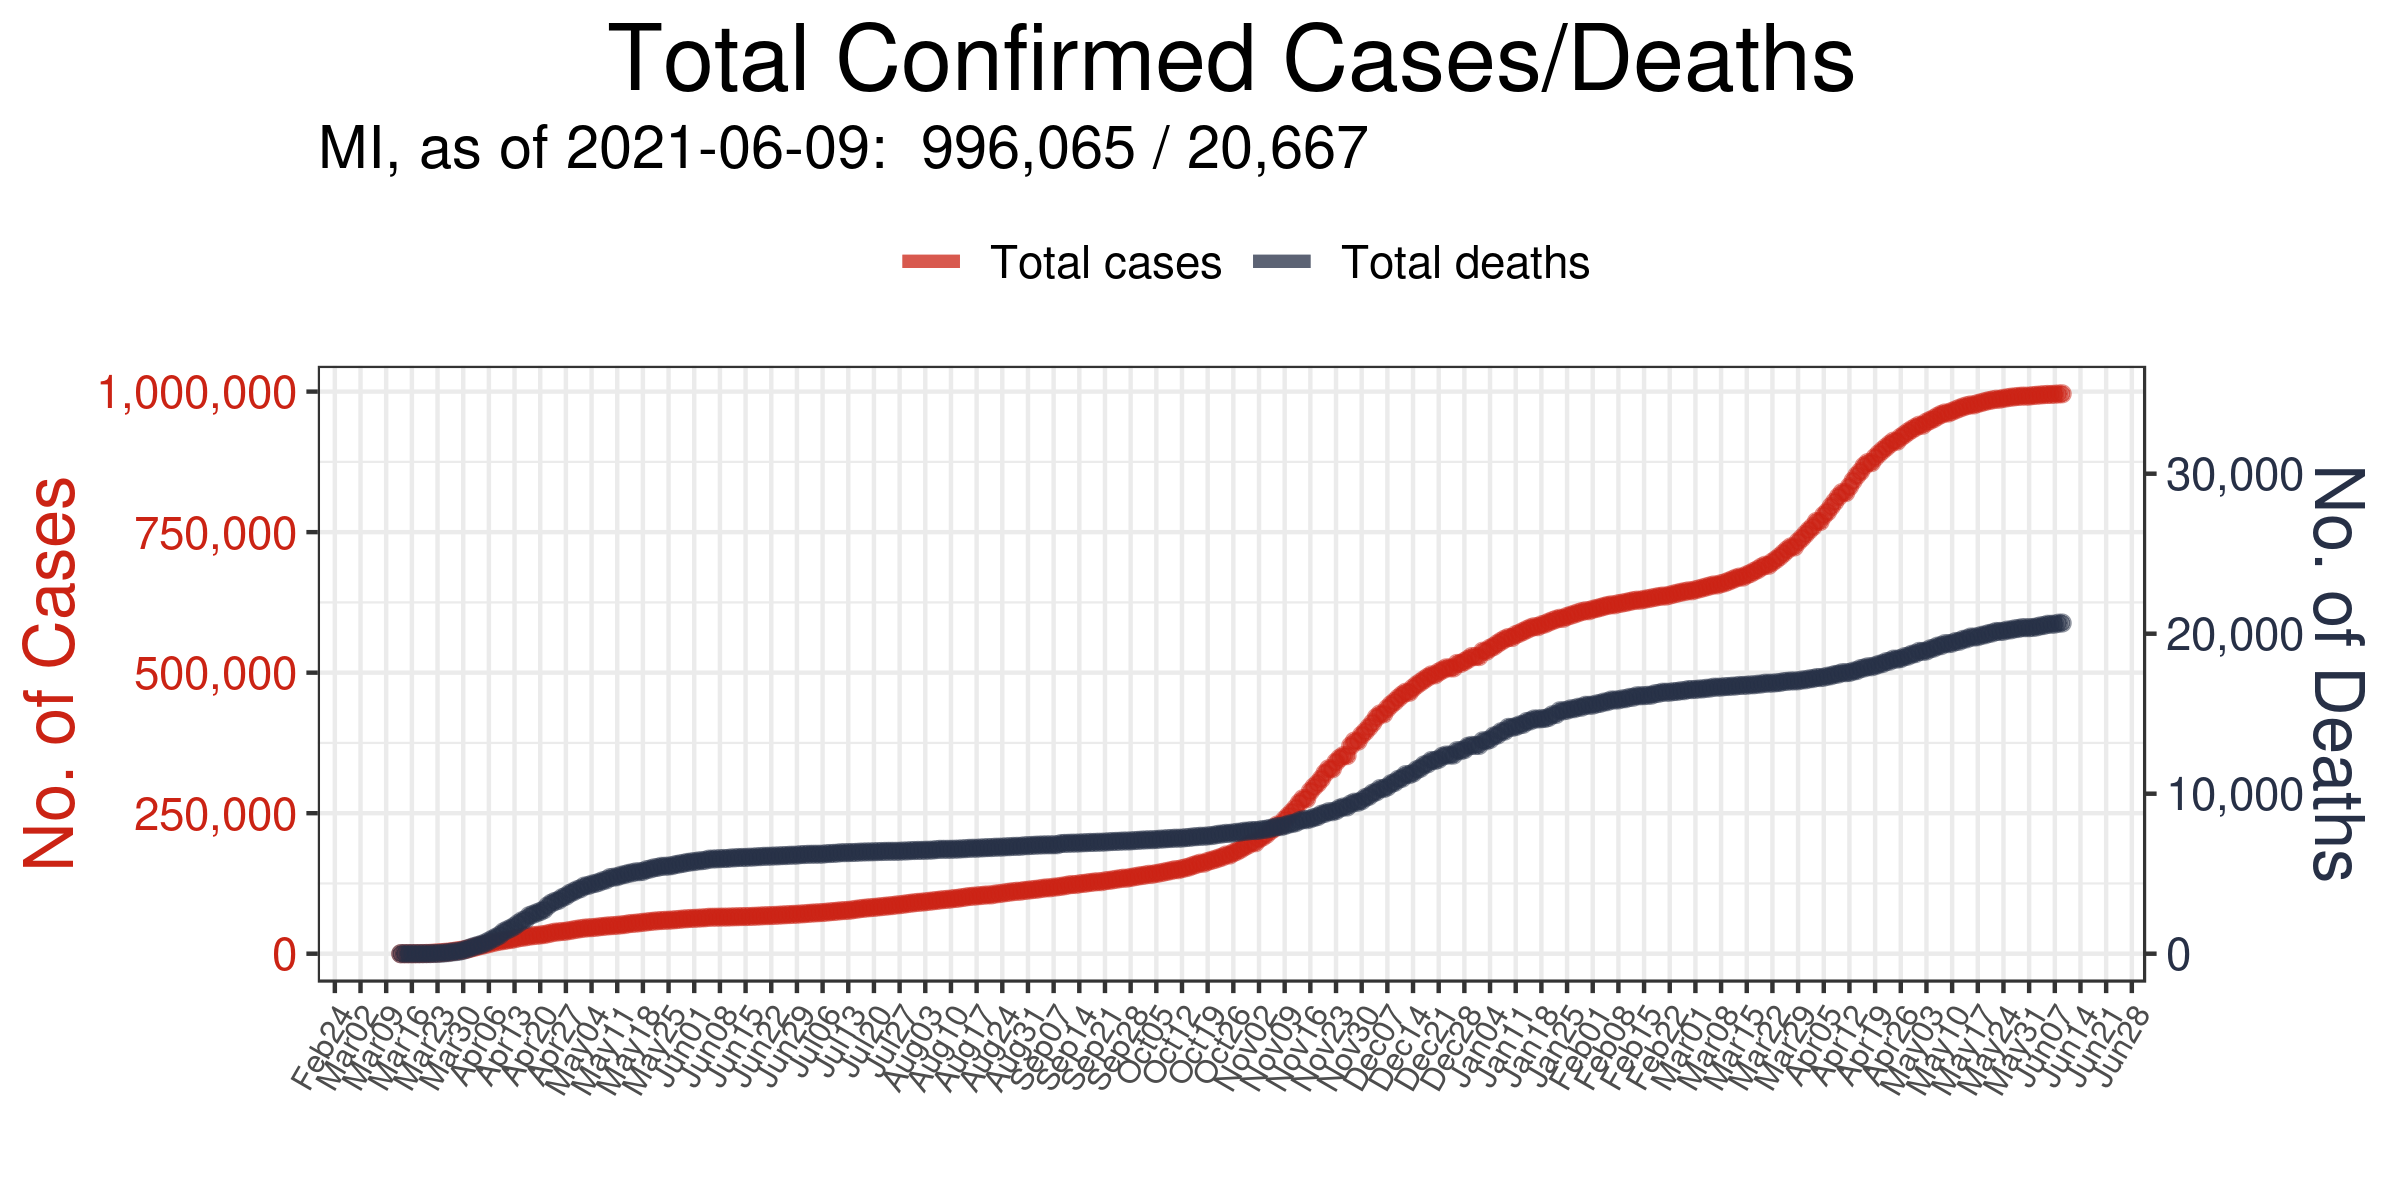 Total Confirmed Cases/Deaths
MI, as of 2021-06-09:  996,065 / 20,667
Total cases
Total deaths
No. of Cases
1,000,000
750,000
500,000
250,000
0
30,000
20,000
10,000
0
No. of Deaths
Feb24
Mar02
Mar09
Mar16
Mar23
Mar30
Apr06
Apr13
Apr20
Apr27
May04
May11
May18
May25
Jun01
Jun08
Jun15
Jun22
Jun29
Jul06
Jul13
Jul20
Jul27
Aug03
Aug10
Aug17
Aug24
Aug31
Sep07
Sep14
Sep21
Sep28
Oct05
Oct12
Oct19
Oct26
Nov02
Nov09
Nov16
Nov23
Nov30
Dec07
Dec14
Dec21
Dec28
Jan04
Jan11
Jan18
Jan25
Feb01
Feb08
Feb15
Feb22
Mar01
Mar08
Mar15
Mar22
Mar29
Apr05
Apr12
Apr19
Apr26
May03
May10
May17
May24
May31
Jun07
Jun14
Jun21
Jun28